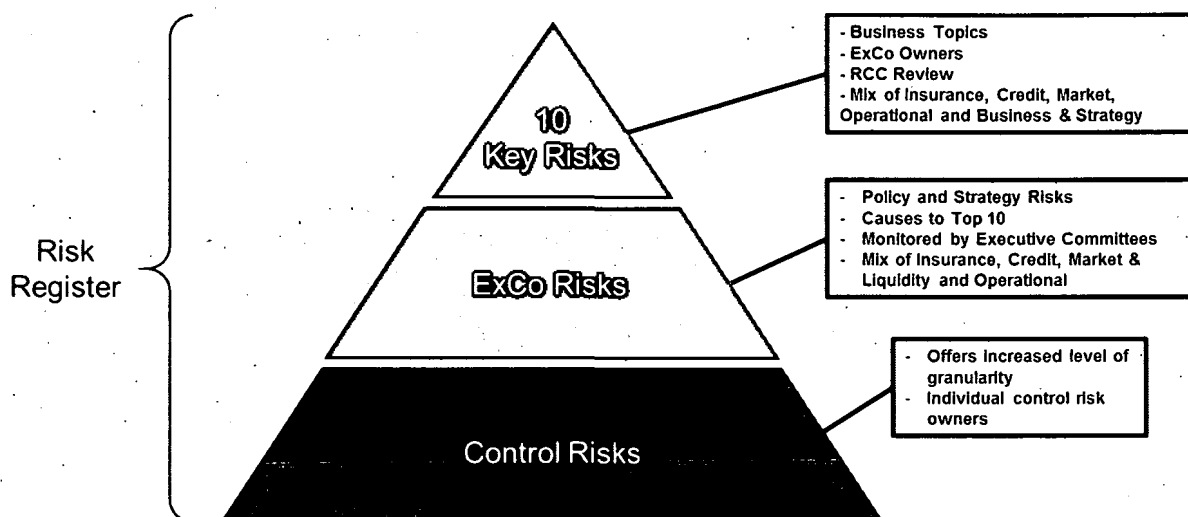 Risk
Register
10
Key Risks
ExCo Risks
Control Risks
- Business Topics
- ExCo Owners
- RCC Review
- Mix of Insurance, Credit, Market,
Operational and Business & Strategy
- Policy and Strategy Risks
- Causes to Top 10
- Monitored by Executive Committees
- Mix of Insurance, Credit, Market &
Liquidity and Operational
- Offers increased level of
granularity
- Individual control risk
owners